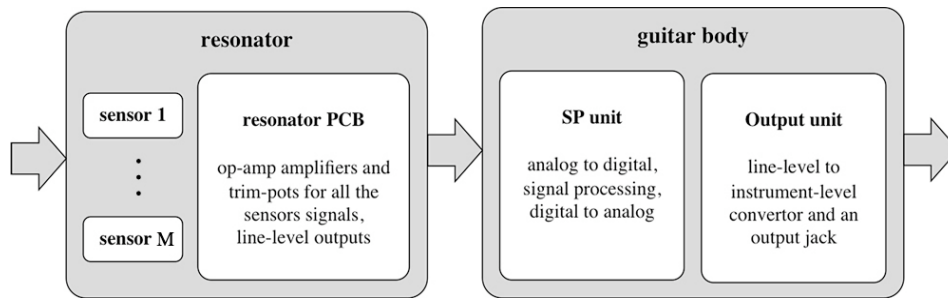 resonator
sensor 1
sensor M
resonator PCB
op-amp amplifiers and
trim-pots for all the
sensors signals,
line-level outputs
guitar body
SP unit
analog to digital,
signal processing,
digital to analog
Output unit
line-level to
instrument-level
convertor and an
output jack